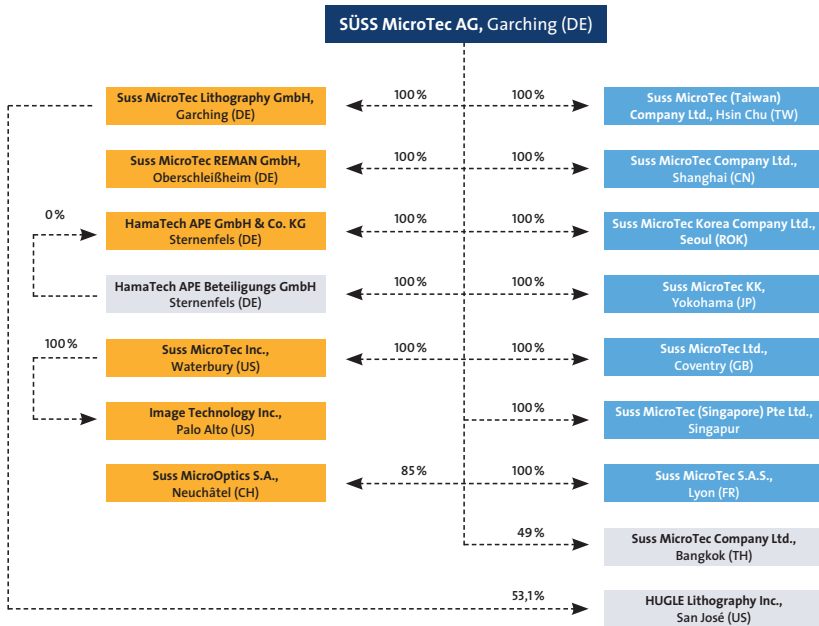 SÜSS MicroTec AG, Garching (DE)
Suss MicroTec Lithography GmbH,
Garching (DE)
100 %
100 %
Suss MicroTec (Taiwan)
Company Ltd., Hsin Chu (TW)
Suss MicroTec REMAN GmbH,
Oberschleißheim (DE)
100 %
100 %
Suss MicroTec Company Ltd.,
Shanghai (CN)
0 %
HamaTech APE GmbH & Co. KG
Sternenfels (DE)
100 %
100 %
Suss MicroTec Korea Company Ltd.,
Seoul (ROK)
HamaTech APE Beteiligungs GmbH
Sternenfels (DE)
100 %
100 %
Suss MicroTec KK,
Yokohama (JP)
100 %
Suss MicroTec Inc.,
Waterbury (US)
100 %
100 %
Suss MicroTec Ltd.,
Coventry (GB)
Image Technology Inc.,
Palo Alto (US)
100 %
Suss MicroTec (Singapore) Pte Ltd.,
Singapur
Suss MicroOptics S.A.,
Neuchâtel (CH)
85 %
100 %
Suss MicroTec S.A.S.,
Lyon (FR)
49 %
Suss MicroTec Company Ltd.,
Bangkok (TH)
53,1 %
HUGLE Lithography Inc.,
San José (US)